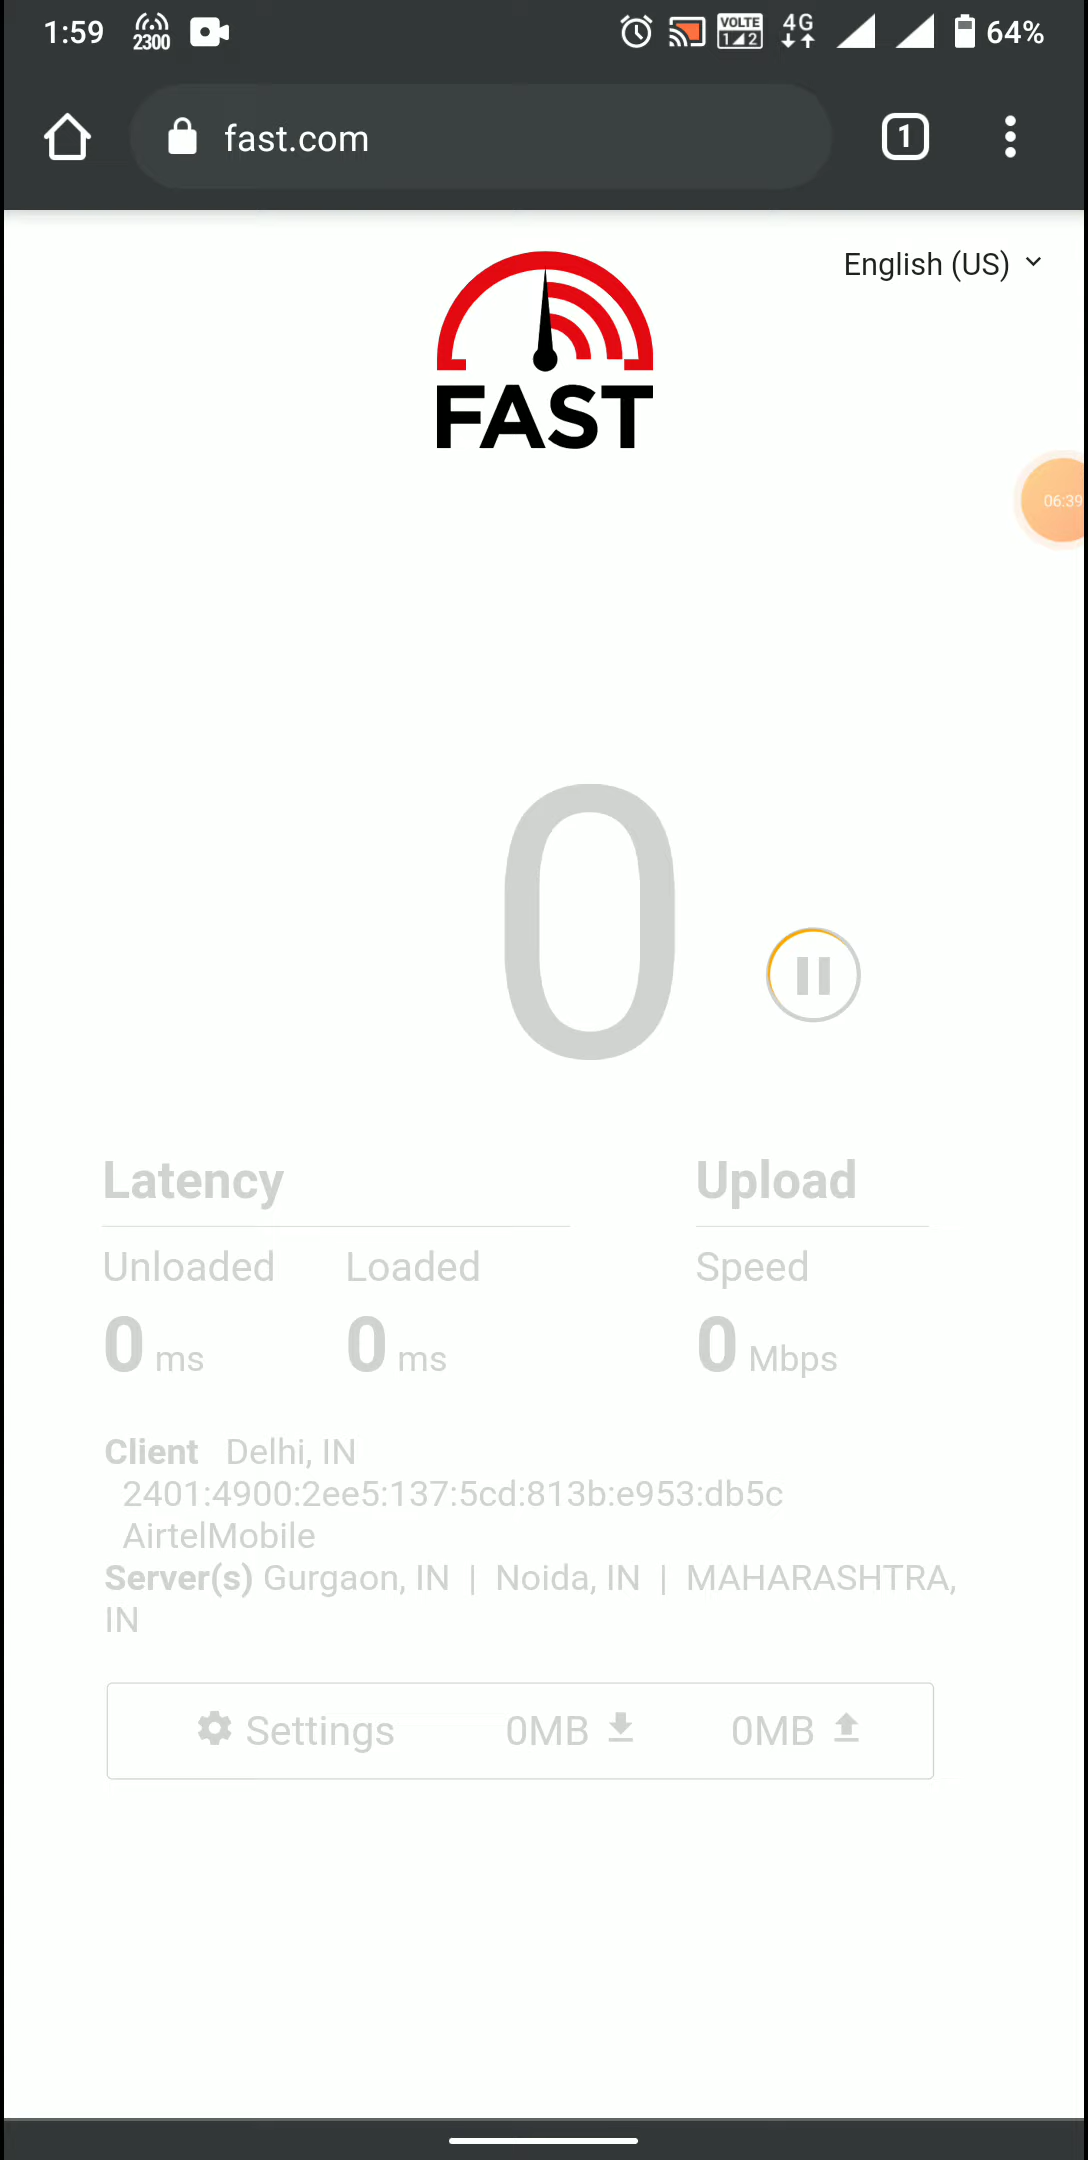 1:59 2300 VOLTE 1 2 4G 64%
fast.com 1
English (US)
FAST
06:39
0
Latency Upload
Unloaded Loaded Speed
0 ms 0 ms 0 Mbps
Client Delhi, IN
2401:4900:2ee5:137:5cd:813b:e953:db5c
AirtelMobile
Server(s) Gurgaon, IN | Noida, IN | MAHARASHTRA,
IN
Settings 0MB 0MB